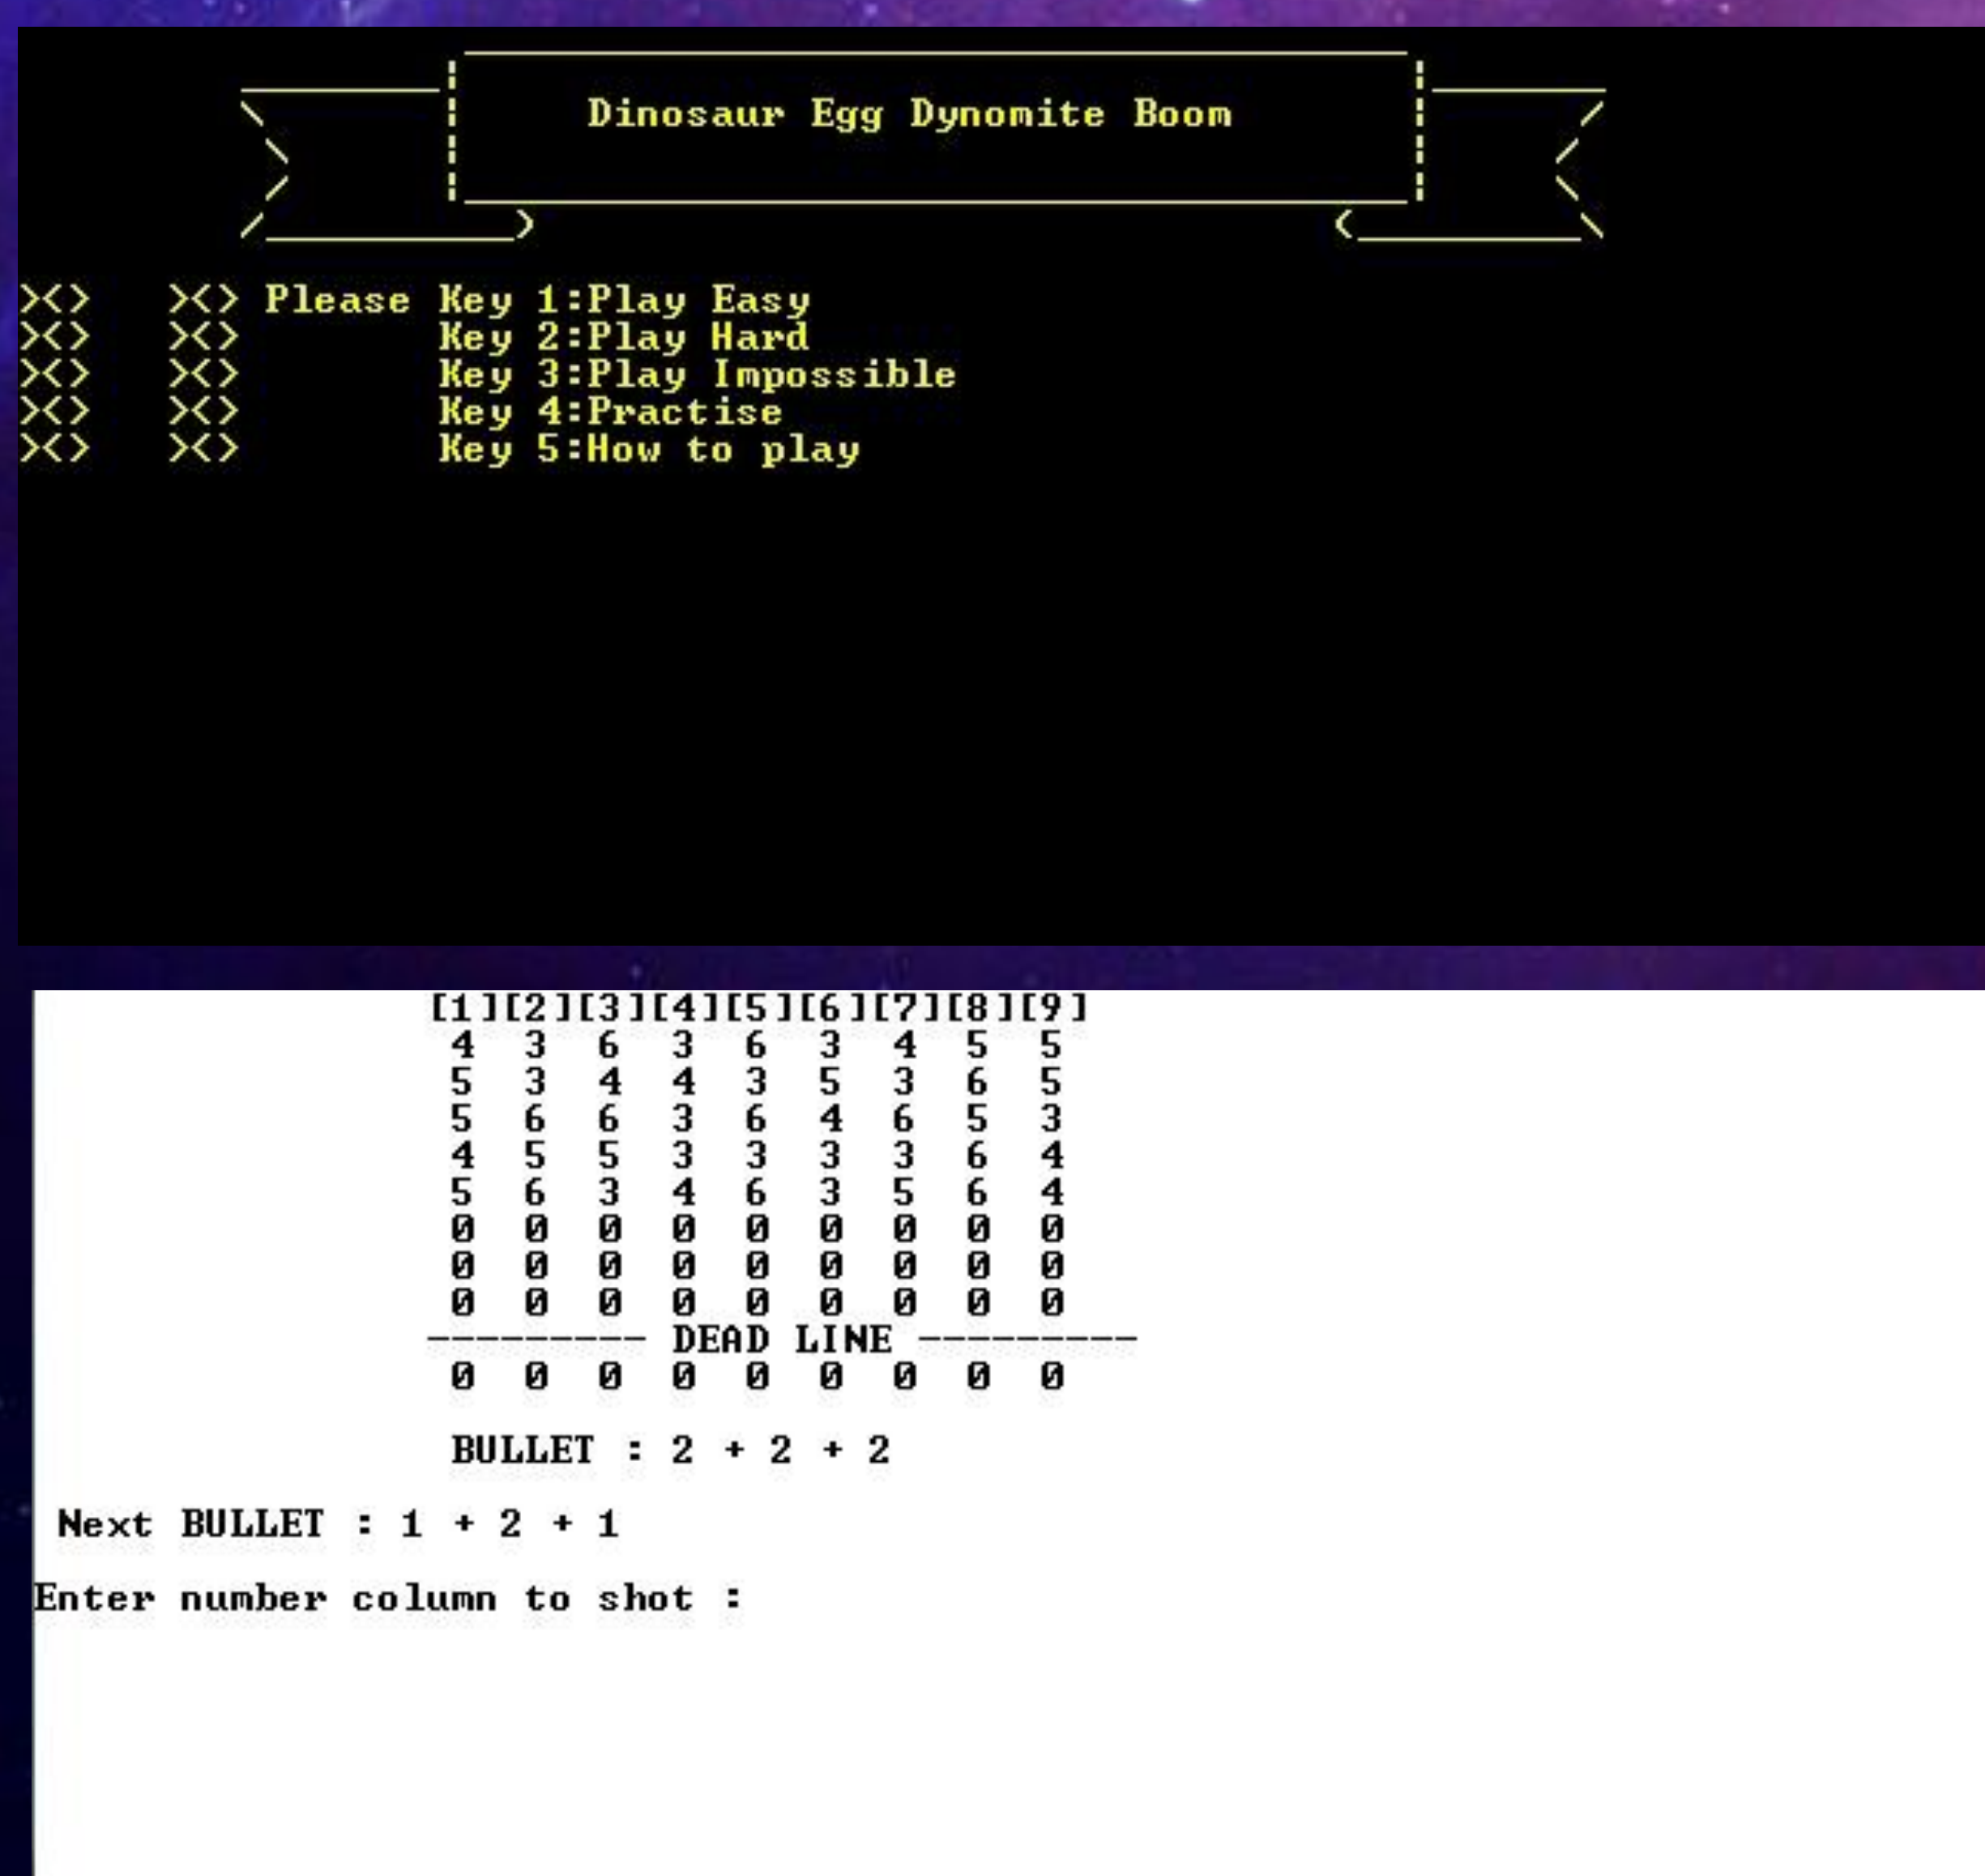 Dinosaur Egg Dynomite Boom
><> ><> Please Key 1:Play Easy
><> ><> Key 2:Play Hard
><> ><> Key 3:Play Impossible
><> ><> Key 4:Practise
><> ><> Key 5:How to play
[1][2][3][4][5][6][7][8][9]
4 3 6 3 6 3 4 5 5
5 3 4 4 3 5 3 6 5
5 6 6 3 6 4 6 5 3
4 5 5 3 3 3 3 6 4
5 6 3 4 6 3 5 6 4
0 0 0 0 0 0 0 0 0
0 0 0 0 0 0 0 0 0
0 0 0 0 0 0 0 0 0
--------- DEAD LINE ---------
0 0 0 0 0 0 0 0 0
BULLET : 2 + 2 + 2
Next BULLET : 1 + 2 + 1
Enter number column to shot :